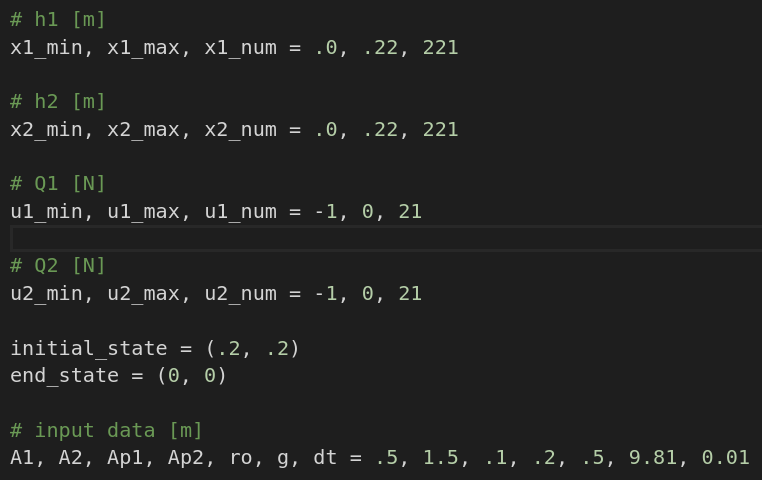 # h1 [m]
x1_min, x1_max, x1_num = .0, .22, 221
# h2 [m]
x2_min, x2_max, x2_num = .0, .22, 221
# Q1 [N]
u1_min, u1_max, u1_num = -1, 0, 21
# Q2 [N]
u2_min, u2_max, u2_num = -1, 0, 21
initial_state = (.2, .2)
end_state = (0, 0)
# input data [m]
A1, A2, Ap1, Ap2, ro, g, dt = .5, 1.5, .1, .2, .5, 9.81, 0.01